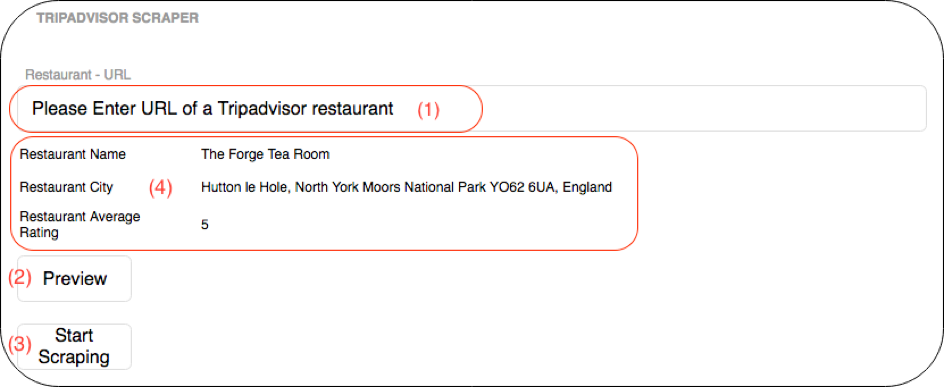 TRIPADVISOR SCRAPER
Restaurant - URL
Please Enter URL of a Tripadvisor restaurant (1)
Restaurant Name The Forge Tea Room
Restaurant City (4) Hutton le Hole, North York Moors National Park YO62 6UA, England
Restaurant Average
Rating 5
(2) Preview
(3) Start
Scraping